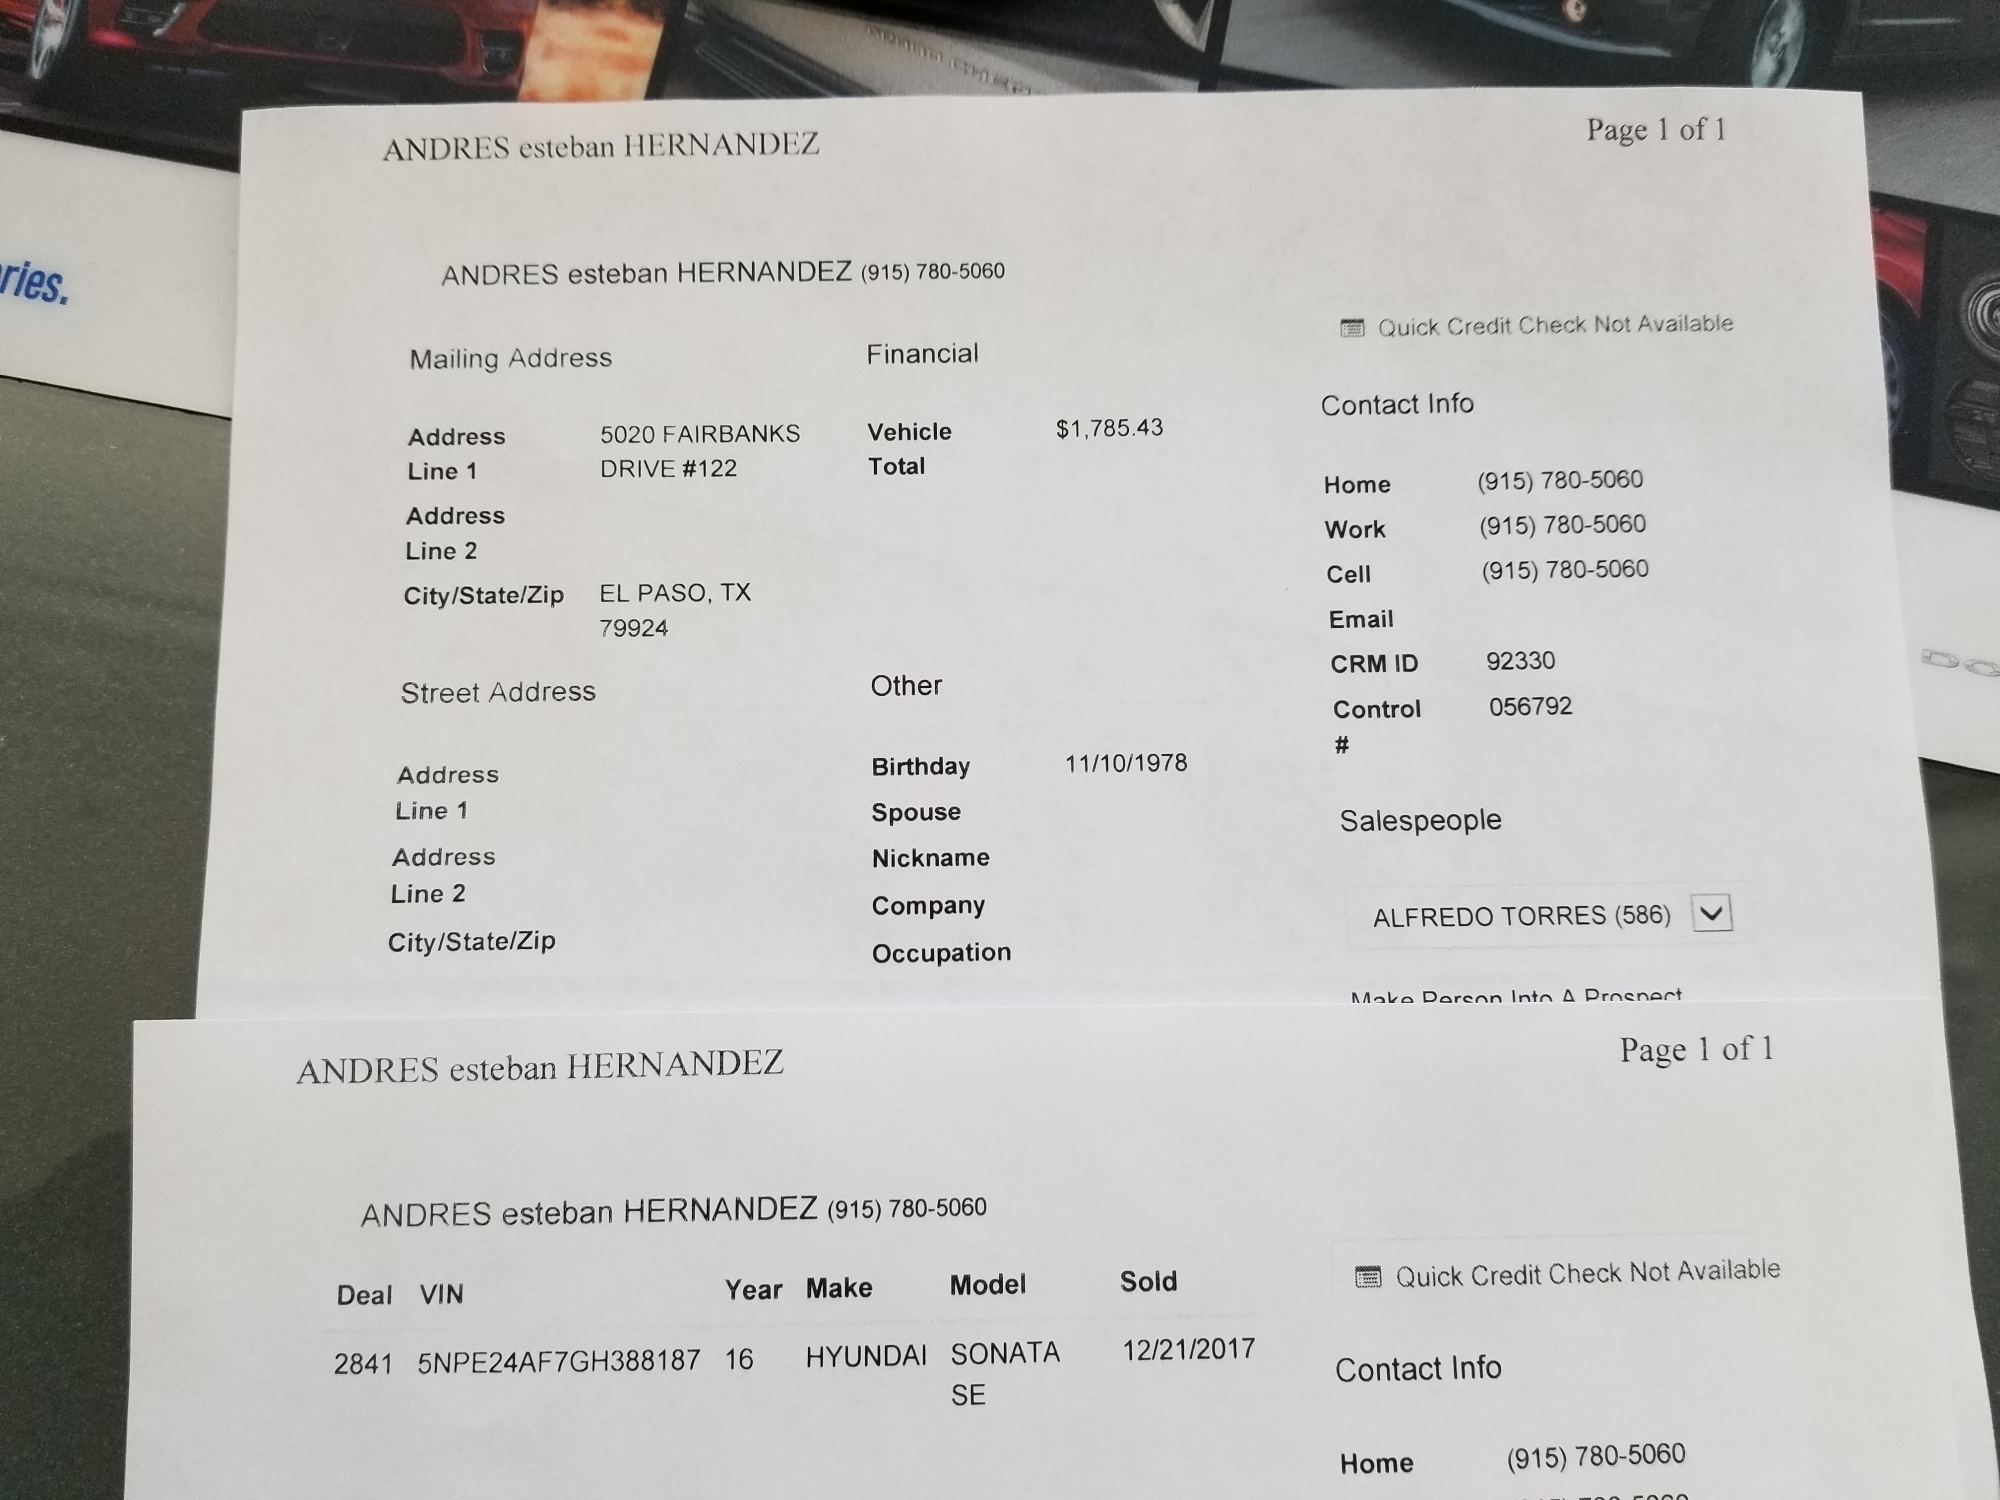 ries.
ANDRES esteban HERNANDEZ Page 1 of 1
ANDRES esteban HERNANDEZ (915) 780-5060
Quick Credit Check Not Available
Mailing Address
Address Line 1 5020 FAIRBANKS DRIVE #122
Address Line 2
City/State/Zip EL PASO, TX 79924
Financial
Vehicle Total $1,785.43
Street Address
Address Line 1
Address Line 2
City/State/Zip
Other
Birthday 11/10/1978
Spouse
Nickname
Company
Occupation
Contact Info
Home (915) 780-5060
Work (915) 780-5060
Cell (915) 780-5060
Email
CRM ID 92330
Control # 056792
Salespeople
ALFREDO TORRES (586)
Make Person Into A Prospect
DO
ANDRES esteban HERNANDEZ Page 1 of 1
ANDRES esteban HERNANDEZ (915) 780-5060
Quick Credit Check Not Available
Deal VIN Year Make Model Sold
2841 5NPE24AF7GH388187 16 HYUNDAI SONATA SE 12/21/2017
Contact Info
Home (915) 780-5060